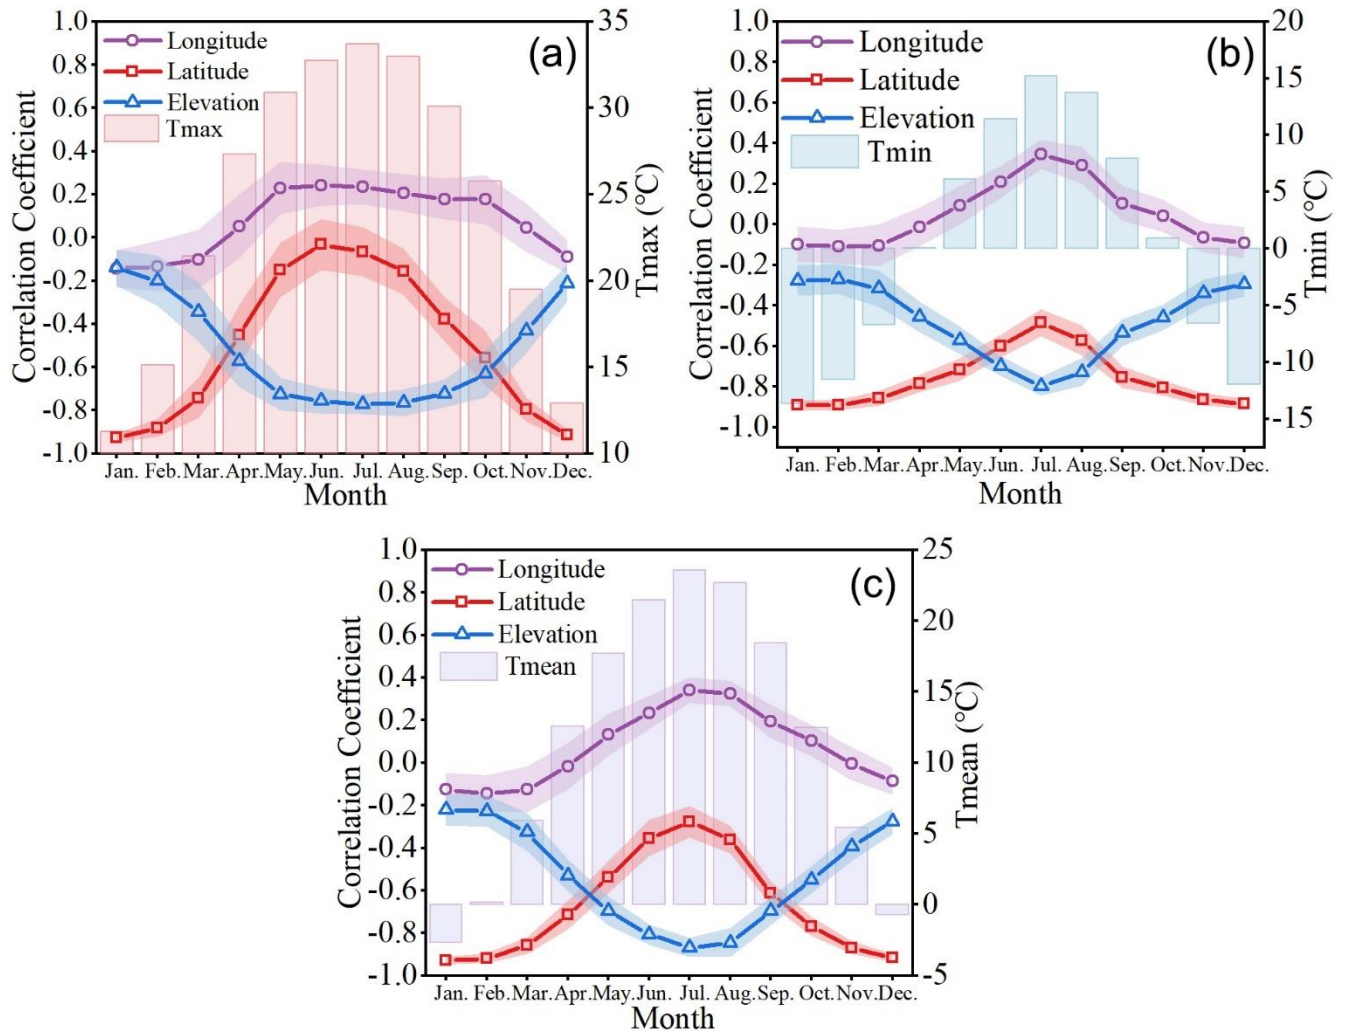 (a)
Longitude
Latitude
Elevation
Tmax
1.0
0.8
0.6
0.4
0.2
0.0
-0.2
-0.4
-0.6
-0.8
-1.0
Correlation Coefficient
35
30
25
20
15
10
Tmax (°C)
Jan. Feb. Mar. Apr. May. Jun. Jul. Aug. Sep. Oct. Nov. Dec.
Month
(b)
Longitude
Latitude
Elevation
Tmin
1.0
0.8
0.6
0.4
0.2
0.0
-0.2
-0.4
-0.6
-0.8
-1.0
Correlation Coefficient
20
15
10
5
0
-5
-10
-15
Tmin (°C)
Jan. Feb. Mar. Apr. May. Jun. Jul. Aug. Sep. Oct. Nov. Dec.
Month
(c)
Longitude
Latitude
Elevation
Tmean
1.0
0.8
0.6
0.4
0.2
0.0
-0.2
-0.4
-0.6
-0.8
-1.0
Correlation Coefficient
25
20
15
10
5
0
-5
Tmean (°C)
Jan. Feb. Mar. Apr. May. Jun. Jul. Aug. Sep. Oct. Nov. Dec.
Month